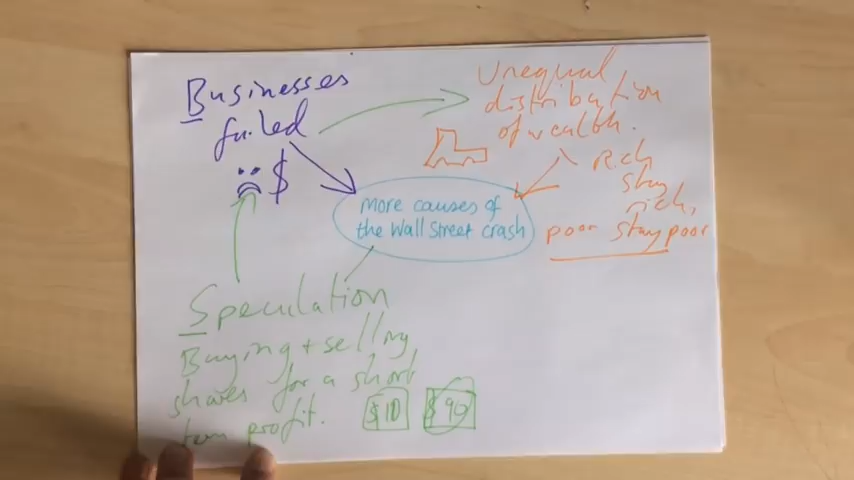 Businesses
failed
$
Unequal
distribution
of wealth.
Rich
stay
rich,
poor stay poor
more causes of
the Wall Street crash
Speculation
Buying + selling
shares for a short
term profit.
$10
$90